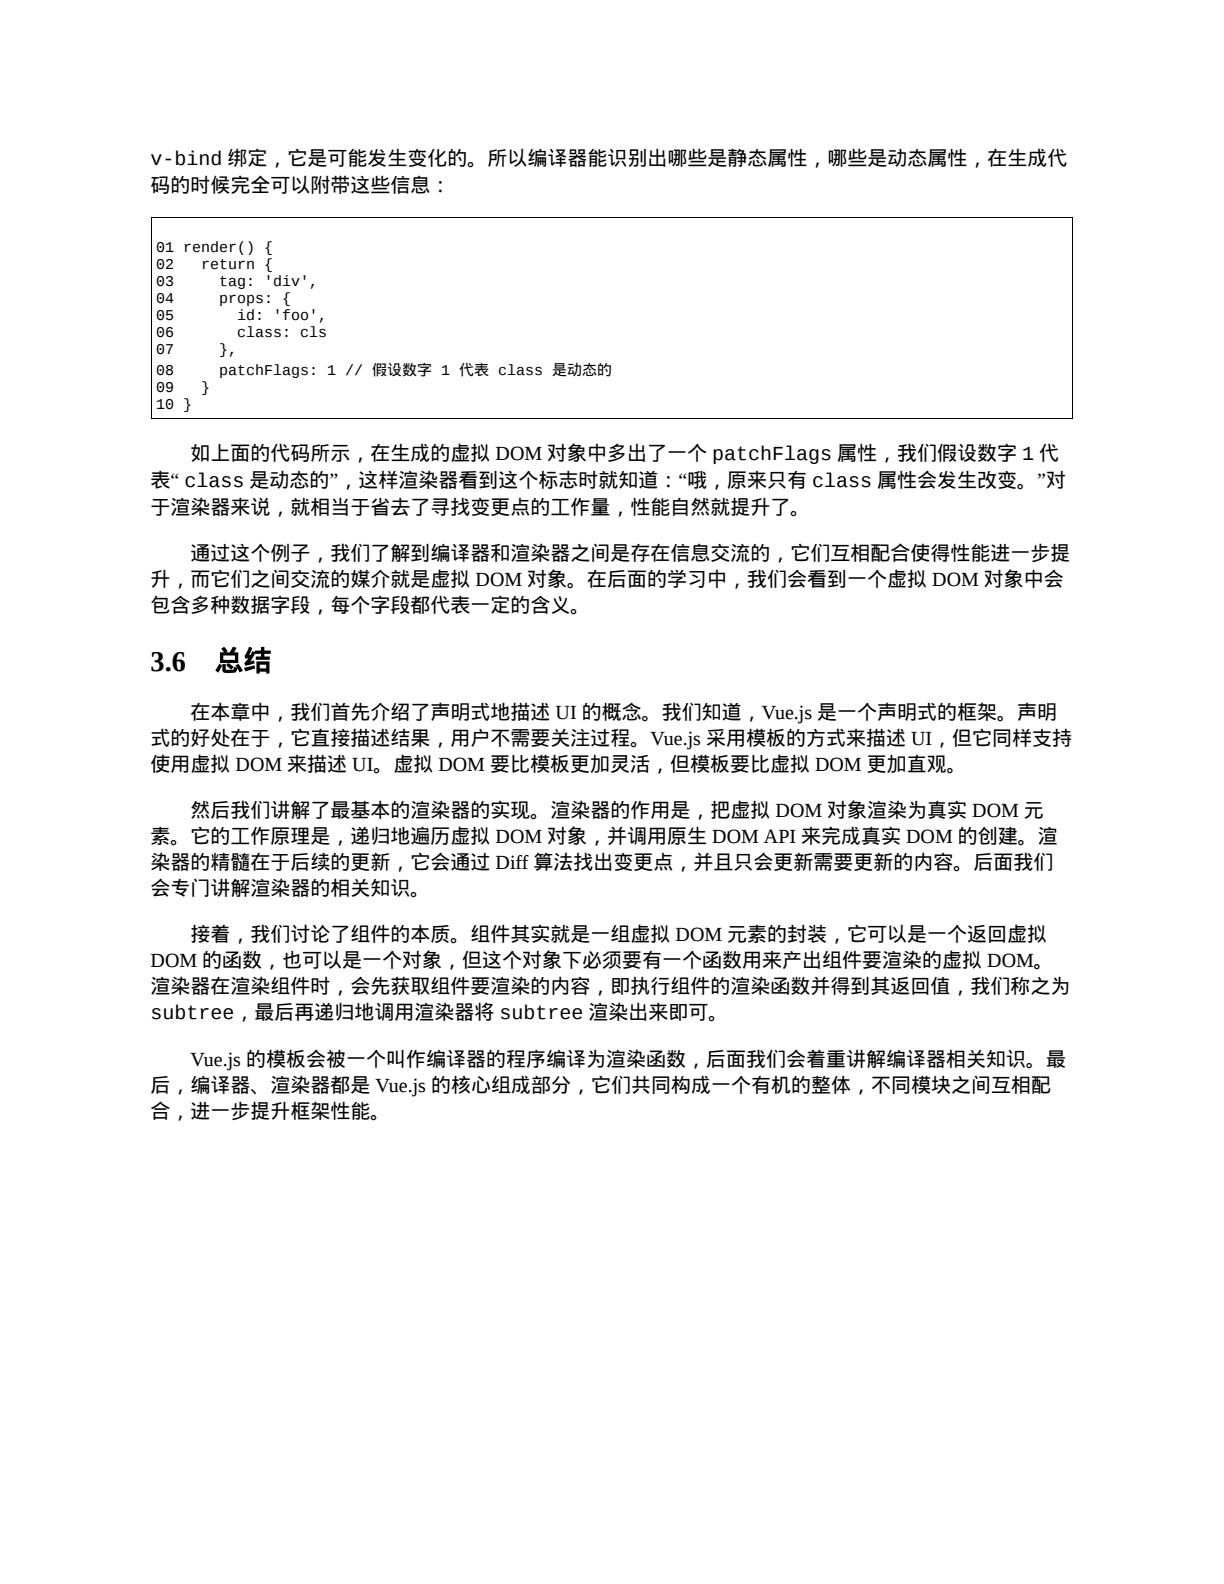 v-bind 绑定，它是可能发生变化的。所以编译器能识别出哪些是静态属性，哪些是动态属性，在生成代
码的时候完全可以附带这些信息：
01 render() {
02   return {
03     tag: 'div',
04     props: {
05       id: 'foo',
06       class: cls
07     },
08     patchFlags: 1 // 假设数字 1 代表 class 是动态的
09   }
10 }
如上面的代码所示，在生成的虚拟 DOM 对象中多出了一个 patchFlags 属性，我们假设数字 1 代
表“ class 是动态的”，这样渲染器看到这个标志时就知道：“哦，原来只有 class 属性会发生改变。”对
于渲染器来说，就相当于省去了寻找变更点的工作量，性能自然就提升了。
通过这个例子，我们了解到编译器和渲染器之间是存在信息交流的，它们互相配合使得性能进一步提
升，而它们之间交流的媒介就是虚拟 DOM 对象。在后面的学习中，我们会看到一个虚拟 DOM 对象中会
包含多种数据字段，每个字段都代表一定的含义。
3.6 总结
在本章中，我们首先介绍了声明式地描述 UI 的概念。我们知道，Vue.js 是一个声明式的框架。声明
式的好处在于，它直接描述结果，用户不需要关注过程。Vue.js 采用模板的方式来描述 UI，但它同样支持
使用虚拟 DOM 来描述 UI。虚拟 DOM 要比模板更加灵活，但模板要比虚拟 DOM 更加直观。
然后我们讲解了最基本的渲染器的实现。渲染器的作用是，把虚拟 DOM 对象渲染为真实 DOM 元
素。它的工作原理是，递归地遍历虚拟 DOM 对象，并调用原生 DOM API 来完成真实 DOM 的创建。渲
染器的精髓在于后续的更新，它会通过 Diff 算法找出变更点，并且只会更新需要更新的内容。后面我们
会专门讲解渲染器的相关知识。
接着，我们讨论了组件的本质。组件其实就是一组虚拟 DOM 元素的封装，它可以是一个返回虚拟
DOM 的函数，也可以是一个对象，但这个对象下必须要有一个函数用来产出组件要渲染的虚拟 DOM。
渲染器在渲染组件时，会先获取组件要渲染的内容，即执行组件的渲染函数并得到其返回值，我们称之为
subtree，最后再递归地调用渲染器将 subtree 渲染出来即可。
Vue.js 的模板会被一个叫作编译器的程序编译为渲染函数，后面我们会着重讲解编译器相关知识。最
后，编译器、渲染器都是 Vue.js 的核心组成部分，它们共同构成一个有机的整体，不同模块之间互相配
合，进一步提升框架性能。